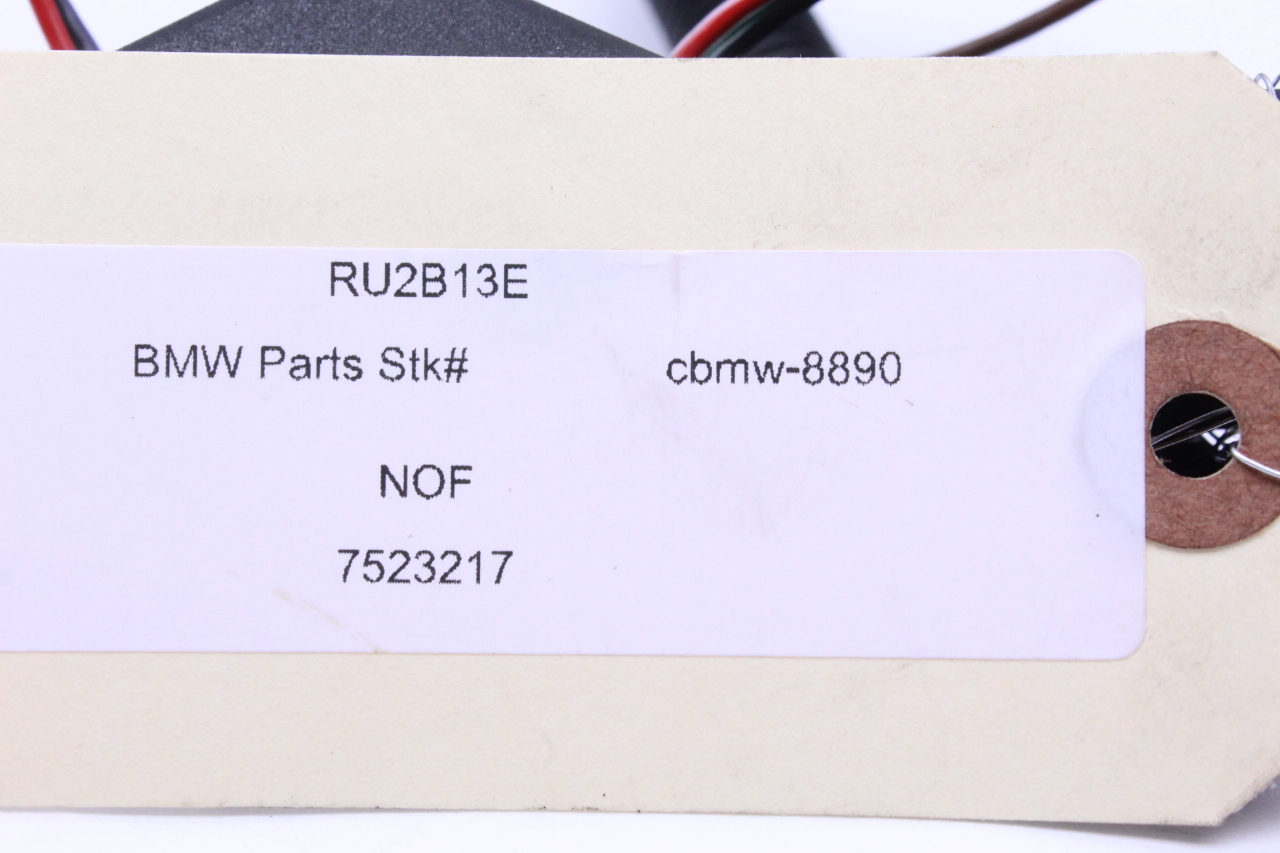 RU2B13E
BMW Parts Stk# cbmw-8890
NOF
7523217